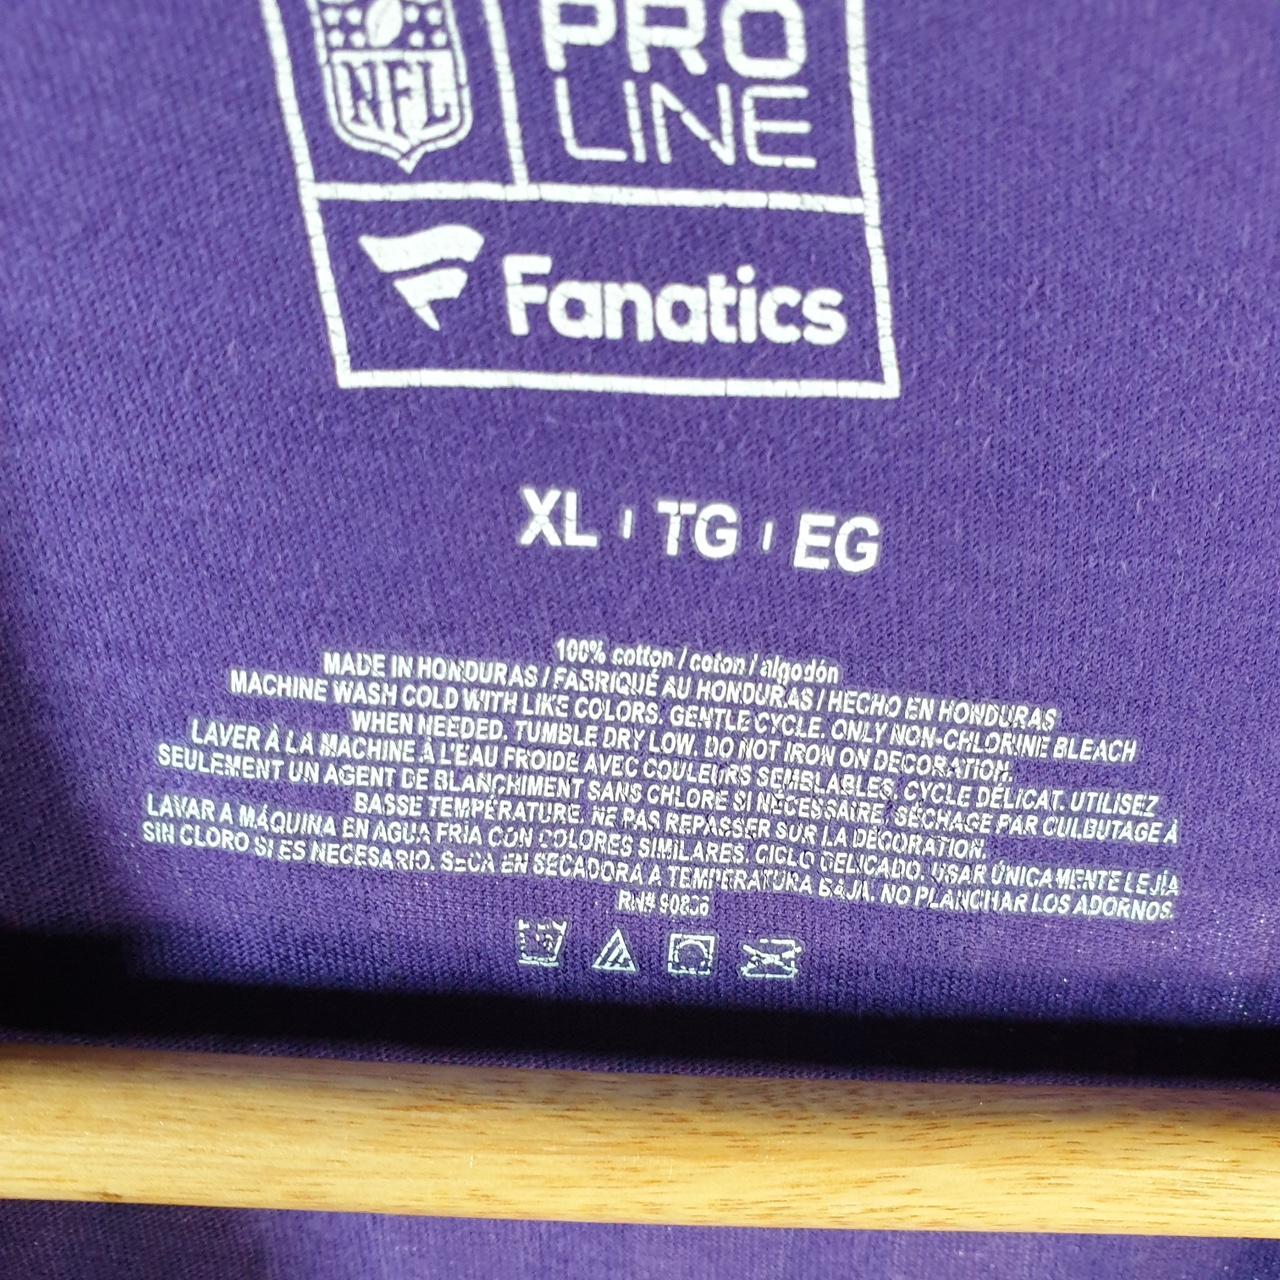 NFL
PRO
LINE
Fanatics
XL | TG | EG
100% cotton / coton / algodón
MADE IN HONDURAS / FABRIQUÉ AU HONDURAS / HECHO EN HONDURAS
MACHINE WASH COLD WITH LIKE COLORS. GENTLE CYCLE. ONLY NON-CHLORINE BLEACH
WHEN NEEDED. TUMBLE DRY LOW. DO NOT IRON ON DECORATION.
LAVER À LA MACHINE À L'EAU FROIDE AVEC COULEURS SEMBLABLES. CYCLE DÉLICAT. UTILISEZ
SEULEMENT UN AGENT DE BLANCHIMENT SANS CHLORE SI NÉCESSAIRE. SÉCHAGE PAR CULBUTAGE À
BASSE TEMPÉRATURE. NE PAS REPASSER SUR LA DÉCORATION.
LAVAR A MÁQUINA EN AGUA FRÍA CON COLORES SIMILARES. CICLO DELICADO. USAR ÚNICAMENTE LEJÍA
SIN CLORO SI ES NECESARIO. SECA EN SECADORA A TEMPERATURA BAJA. NO PLANCHAR LOS ADORNOS.
RN#